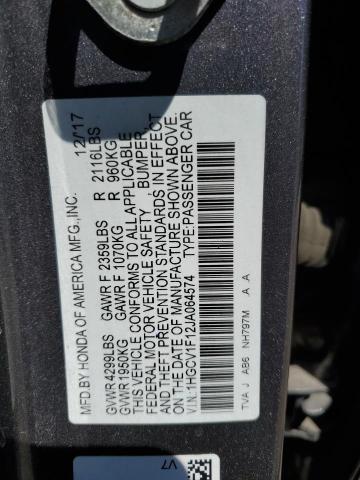 MFD.BY HONDA OF AMERICA MFG.,INC. 12/17
GVWR 4299LBS GAWR F 2359LBS R 2116LBS
GVWR 1950KG GAWR F 1070KG R 960KG
THIS VEHICLE CONFORMS TO ALL APPLICABLE
FEDERAL MOTOR VEHICLE SAFETY, BUMPER,
AND THEFT PREVENTION STANDARDS IN EFFECT
ON THE DATE OF MANUFACTURE SHOWN ABOVE.
V.I.N.:1HGCV1F12JA064574 TYPE:PASSENGER CAR
TVA J AB6 NH797M A A
V7